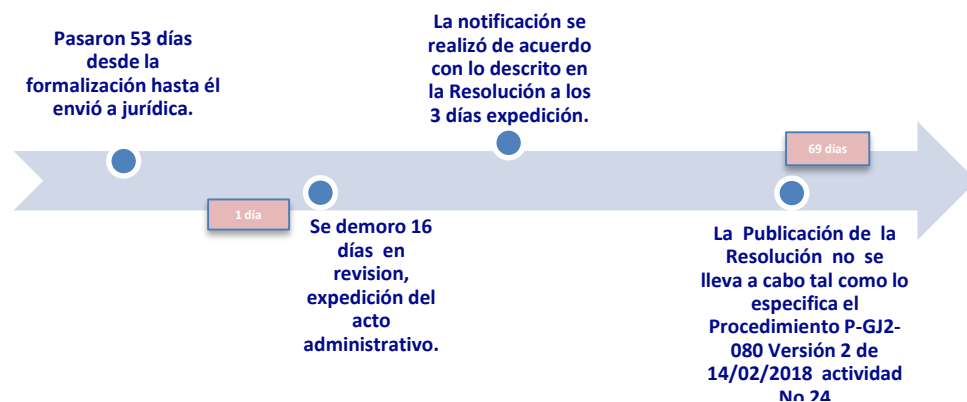 Pasaron 53 días
desde la
formalización hasta él
envió a jurídica.
1 día
Se demoro 16
días en
revision,
expedición del
acto
administrativo.
La notificación se
realizó de acuerdo
con lo descrito en
la Resolución a los
3 días expedición.
69 días
La Publicación de la
Resolución no se
lleva a cabo tal como lo
especifica el
Procedimiento P-GJ2-
080 Versión 2 de
14/02/2018 actividad
No 24